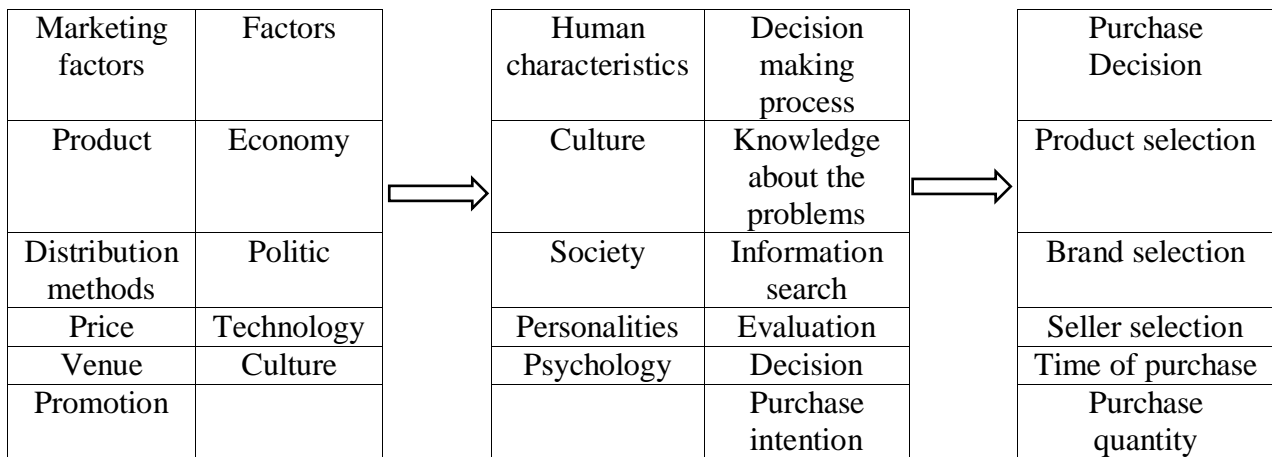 Marketing
factors
Factors
Human
characteristics
Decision
making
process
Purchase
Decision
Product
Economy
Culture
Knowledge
about the
problems
Product selection
Distribution
methods
Politic
Society
Information
search
Brand selection
Price
Technology
Personalities
Evaluation
Seller selection
Venue
Culture
Psychology
Decision
Time of purchase
Promotion
Purchase
intention
Purchase
quantity